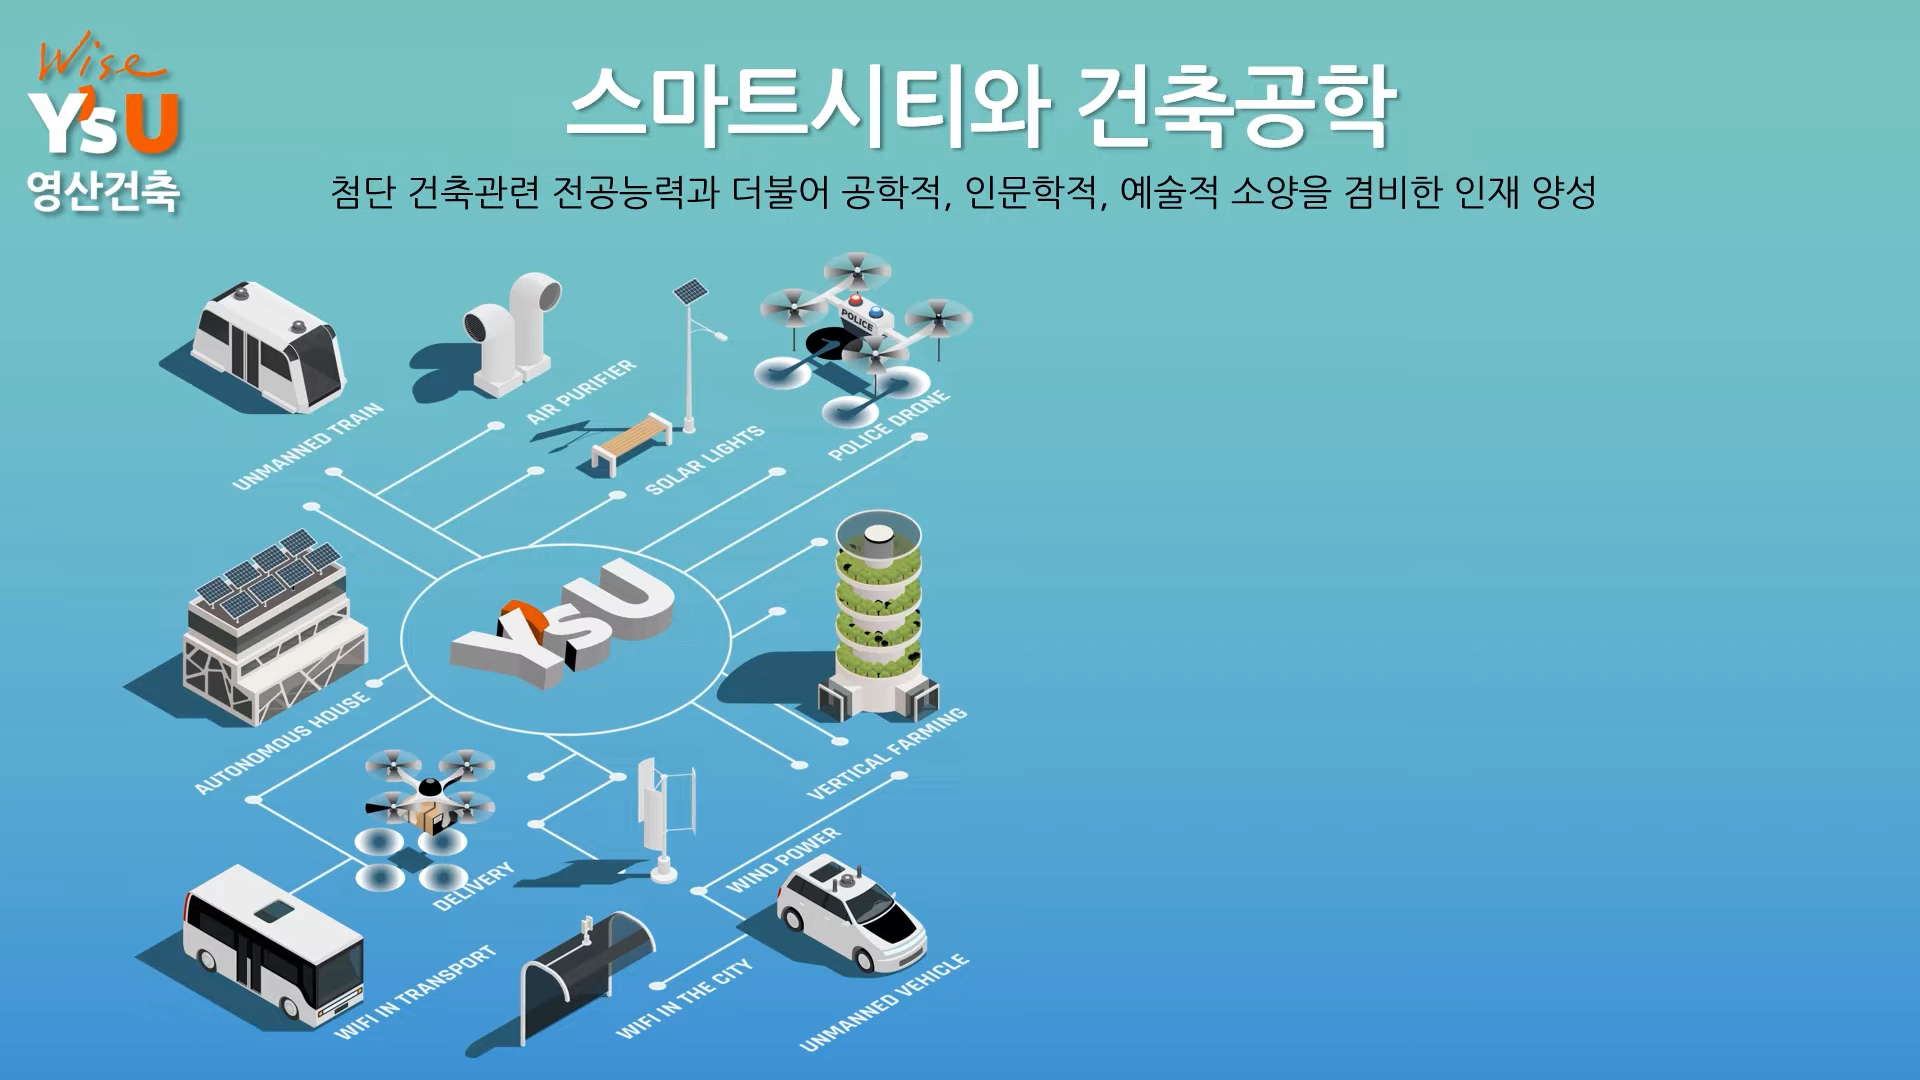 Wise
Y'sU
영산건축
스마트시티와 건축공학
첨단 건축관련 전공능력과 더불어 공학적, 인문학적, 예술적 소양을 겸비한 인재 양성
POLICE
UNMANNED TRAIN
AIR PURIFIER
SOLAR LIGHTS
POLICE DRONE
Y'sU
AUTONOMOUS HOUSE
VERTICAL FARMING
DELIVERY
WIND POWER
WIFI IN TRANSPORT
WIFI IN THE CITY
UNMANNED VEHICLE